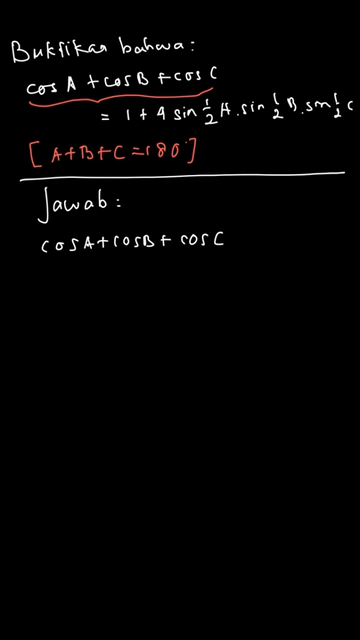 Buktikan bahwa:
cos A + cos B + cos C
= 1 + 4 sin 1/2 A . sin 1/2 B . sin 1/2 C
[A+B+C=180°]
Jawab:
cos A + cos B + cos C